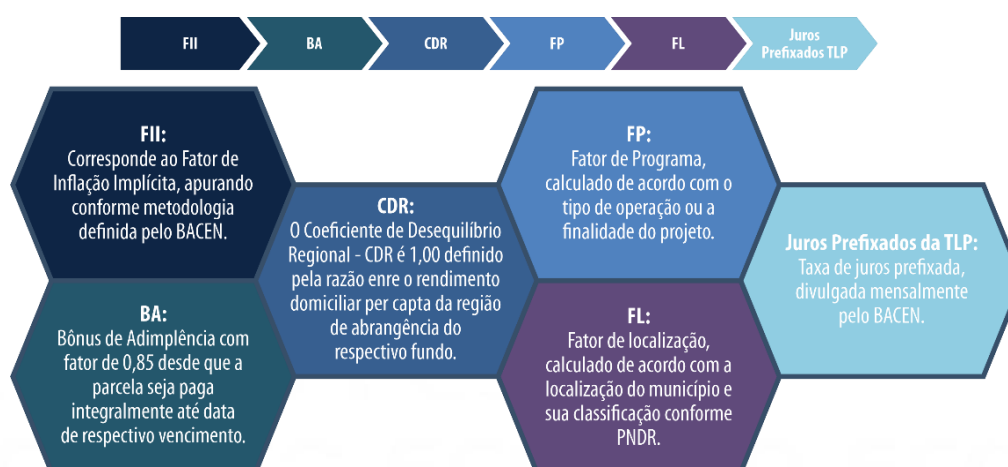 FII
BA
CDR
FP
FL
Juros
Prefixados TLP
FII:
Corresponde ao Fator de
Inflação Implícita, apurando
conforme metodologia
definida pelo BACEN.
BA:
Bônus de Adimplência com
fator de 0,85 desde que a
parcela seja paga
integralmente até data
de respectivo vencimento.
CDR:
O Coeficiente de Desequilíbrio
Regional - CDR é 1,00 definido
pela razão enre o rendimento
domiciliar per capta da região
de abrangência do
respectivo fundo.
FP:
Fator de Programa,
calculado de acordo com o
tipo de operação ou a
finalidade do projeto.
FL:
Fator de localização,
calculado de acordo com a
localização do município e
sua classificação conforme
PNDR.
Juros Prefixados da TLP:
Taxa de juros prefixada,
divulgada mensalmente
pelo BACEN.